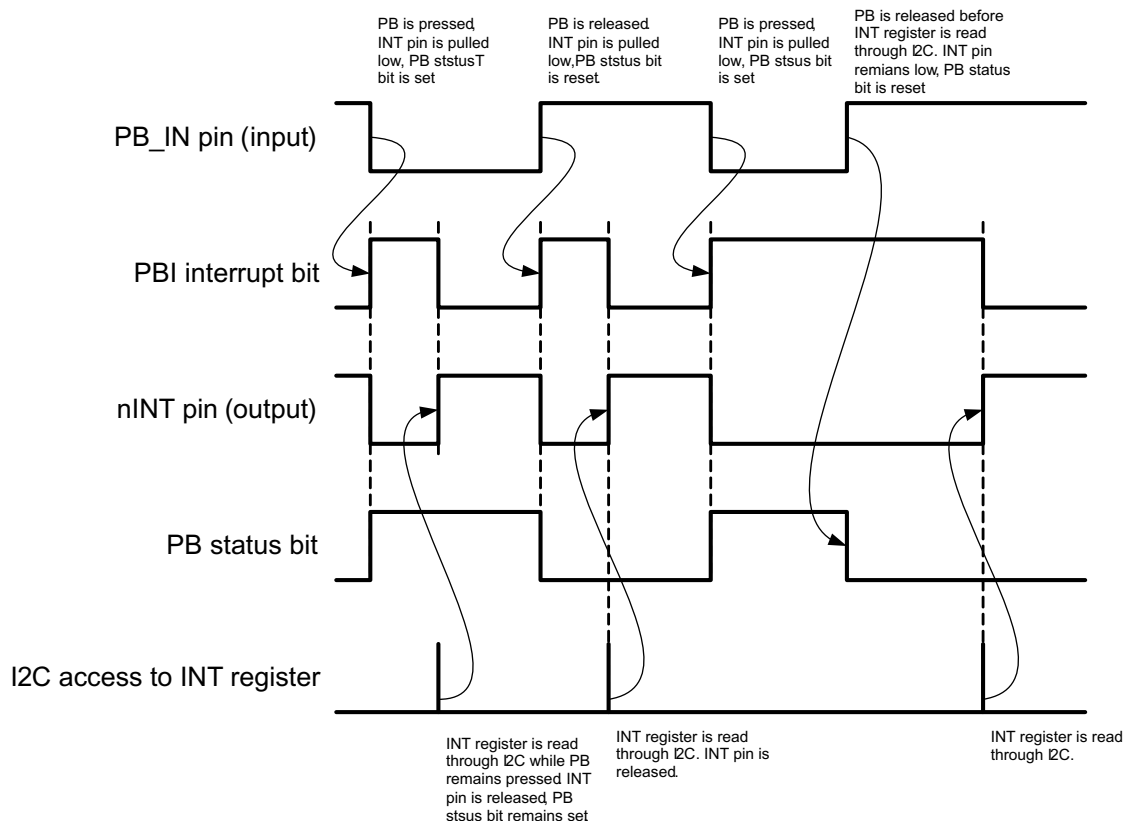 PB is pressed,
INT pin is pulled
low, PB ststusT
bit is set
PB is released.
INT pin is pulled
low,PB ststus bit
is reset.
PB is pressed,
INT pin is pulled
low, PB stsus bit
is set
PB is released before
INT register is read
through I2C. INT pin
remians low, PB status
bit is reset
PB_IN pin (input)
PBI interrupt bit
nINT pin (output)
PB status bit
I2C access to INT register
INT register is read
through I2C while PB
remains pressed. INT
pin is released, PB
stsus bit remains set
INT register is read
through I2C. INT pin is
released.
INT register is read
through I2C.